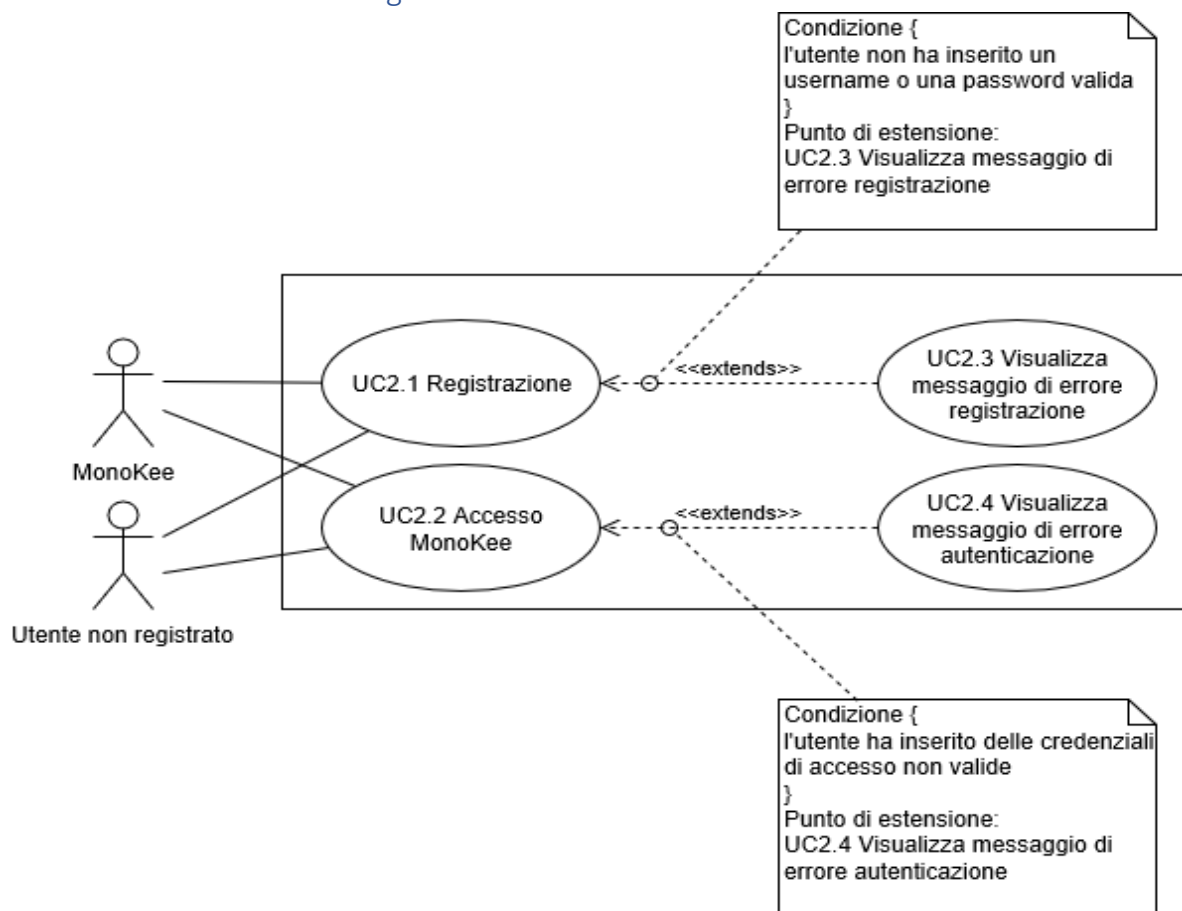 Condizione {
l'utente non ha inserito un
username o una password valida
}
Punto di estensione:
UC2.3 Visualizza messaggio di
errore registrazione
MonoKee
Utente non registrato
UC2.1 Registrazione
<<extends>>
UC2.3 Visualizza
messaggio di errore
registrazione
UC2.2 Accesso
MonoKee
<<extends>>
UC2.4 Visualizza
messaggio di errore
autenticazione
Condizione {
l'utente ha inserito delle credenziali
di accesso non valide
}
Punto di estensione:
UC2.4 Visualizza messaggio di
errore autenticazione